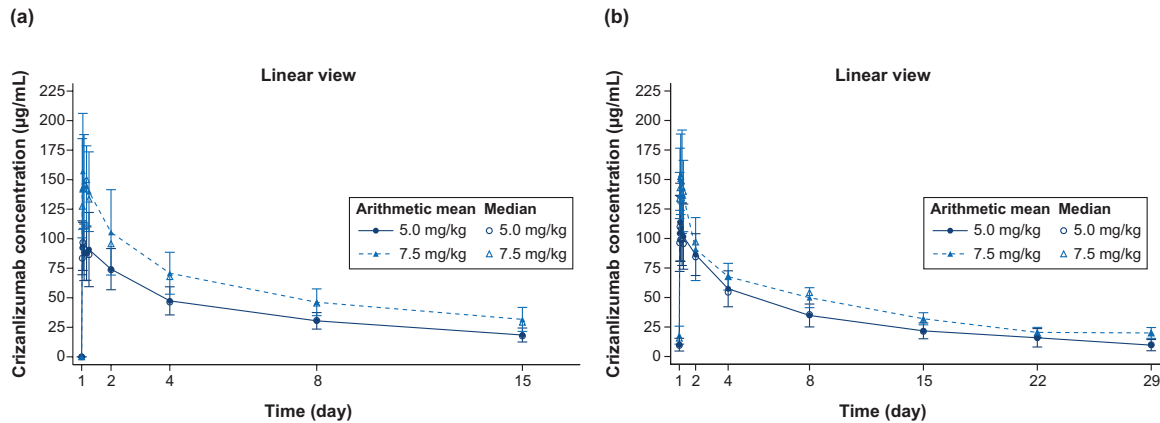 (a)
Linear view
Crizanlizumab concentration (µg/mL)
225
200
175
150
125
100
75
50
25
0
Arithmetic mean Median
5.0 mg/kg 5.0 mg/kg
7.5 mg/kg 7.5 mg/kg
1 2 4 8 15
Time (day)
(b)
Linear view
Crizanlizumab concentration (µg/mL)
225
200
175
150
125
100
75
50
25
0
Arithmetic mean Median
5.0 mg/kg 5.0 mg/kg
7.5 mg/kg 7.5 mg/kg
1 2 4 8 15 22 29
Time (day)